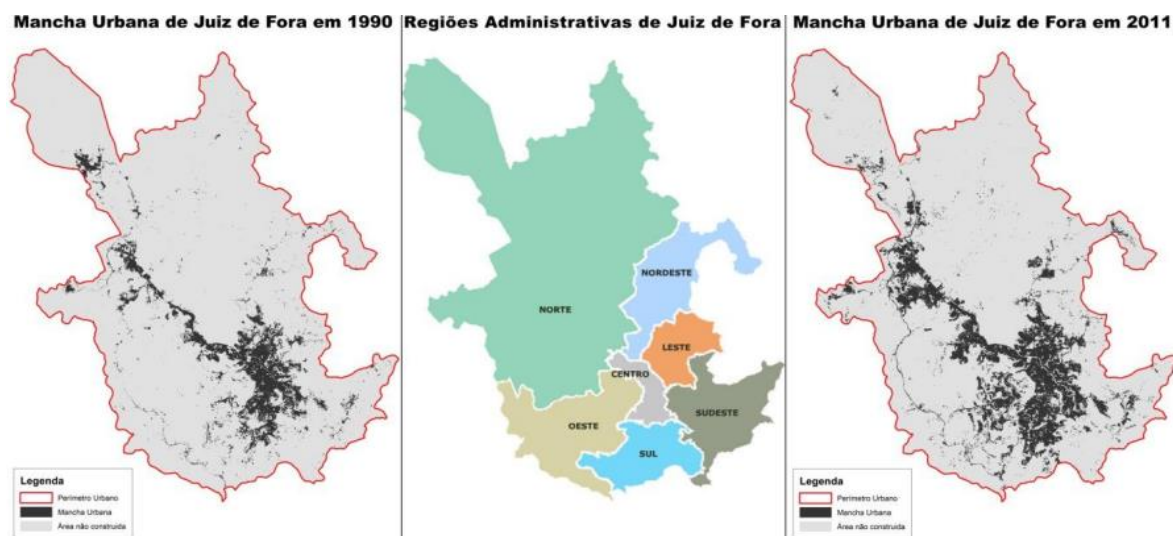 Mancha Urbana de Juiz de Fora em 1990
Regiões Administrativas de Juiz de Fora
Mancha Urbana de Juiz de Fora em 2011
NORDESTE
NORTE
LESTE
CENTRO
SUDESTE
OESTE
SUL
Legenda
Perímetro Urbano
Mancha Urbana
Área não construida
Legenda
Perímetro Urbano
Mancha Urbana
Área não construida